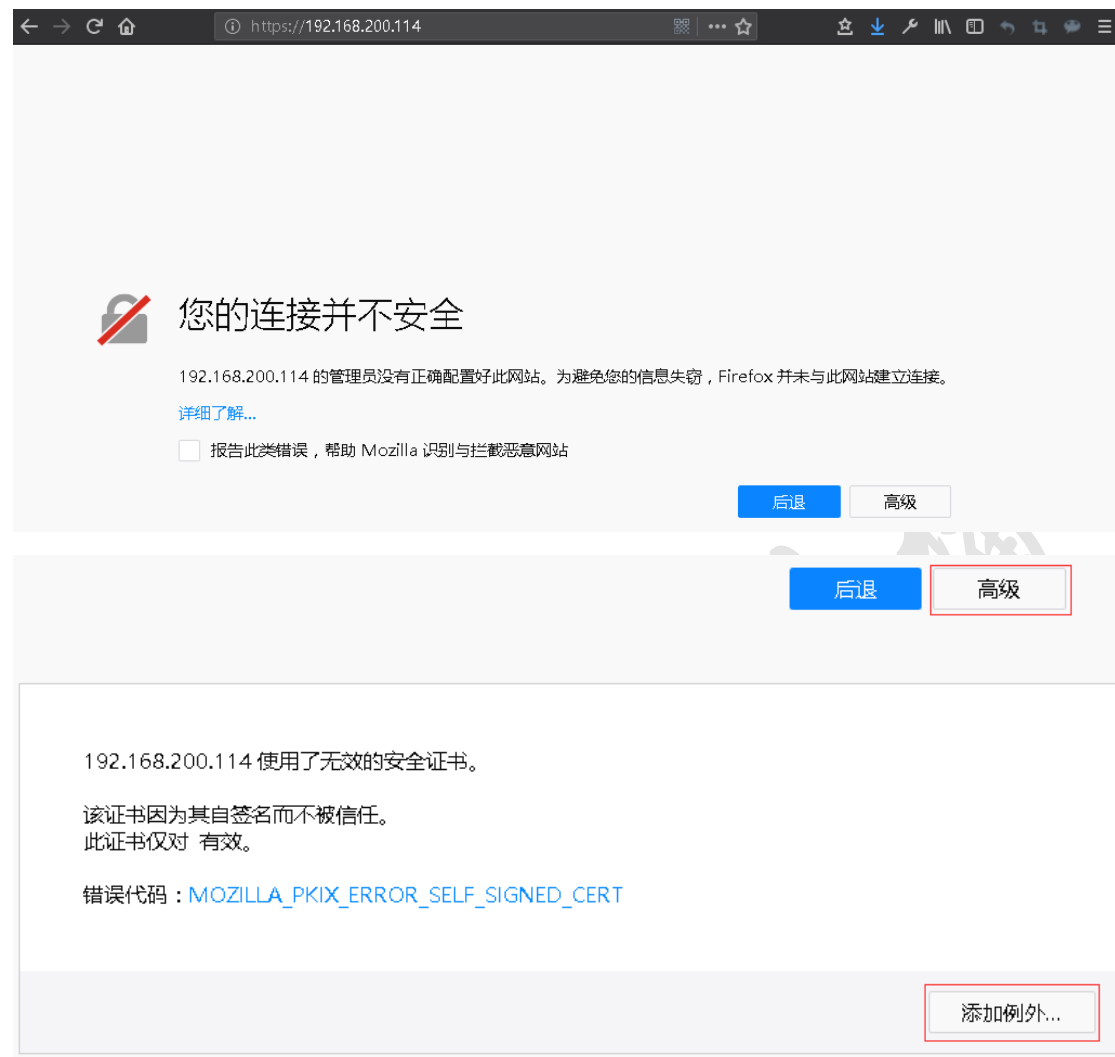 https://192.168.200.114
您的连接并不安全
192.168.200.114 的管理员没有正确配置好此网站。为避免您的信息失窃，Firefox 并未与此网站建立连接。
详细了解...
报告此类错误，帮助 Mozilla 识别与拦截恶意网站
后退 高级
后退 高级
192.168.200.114 使用了无效的安全证书。
该证书因为其自签名而不被信任。
此证书仅对 有效。
错误代码：MOZILLA_PKIX_ERROR_SELF_SIGNED_CERT
添加例外...